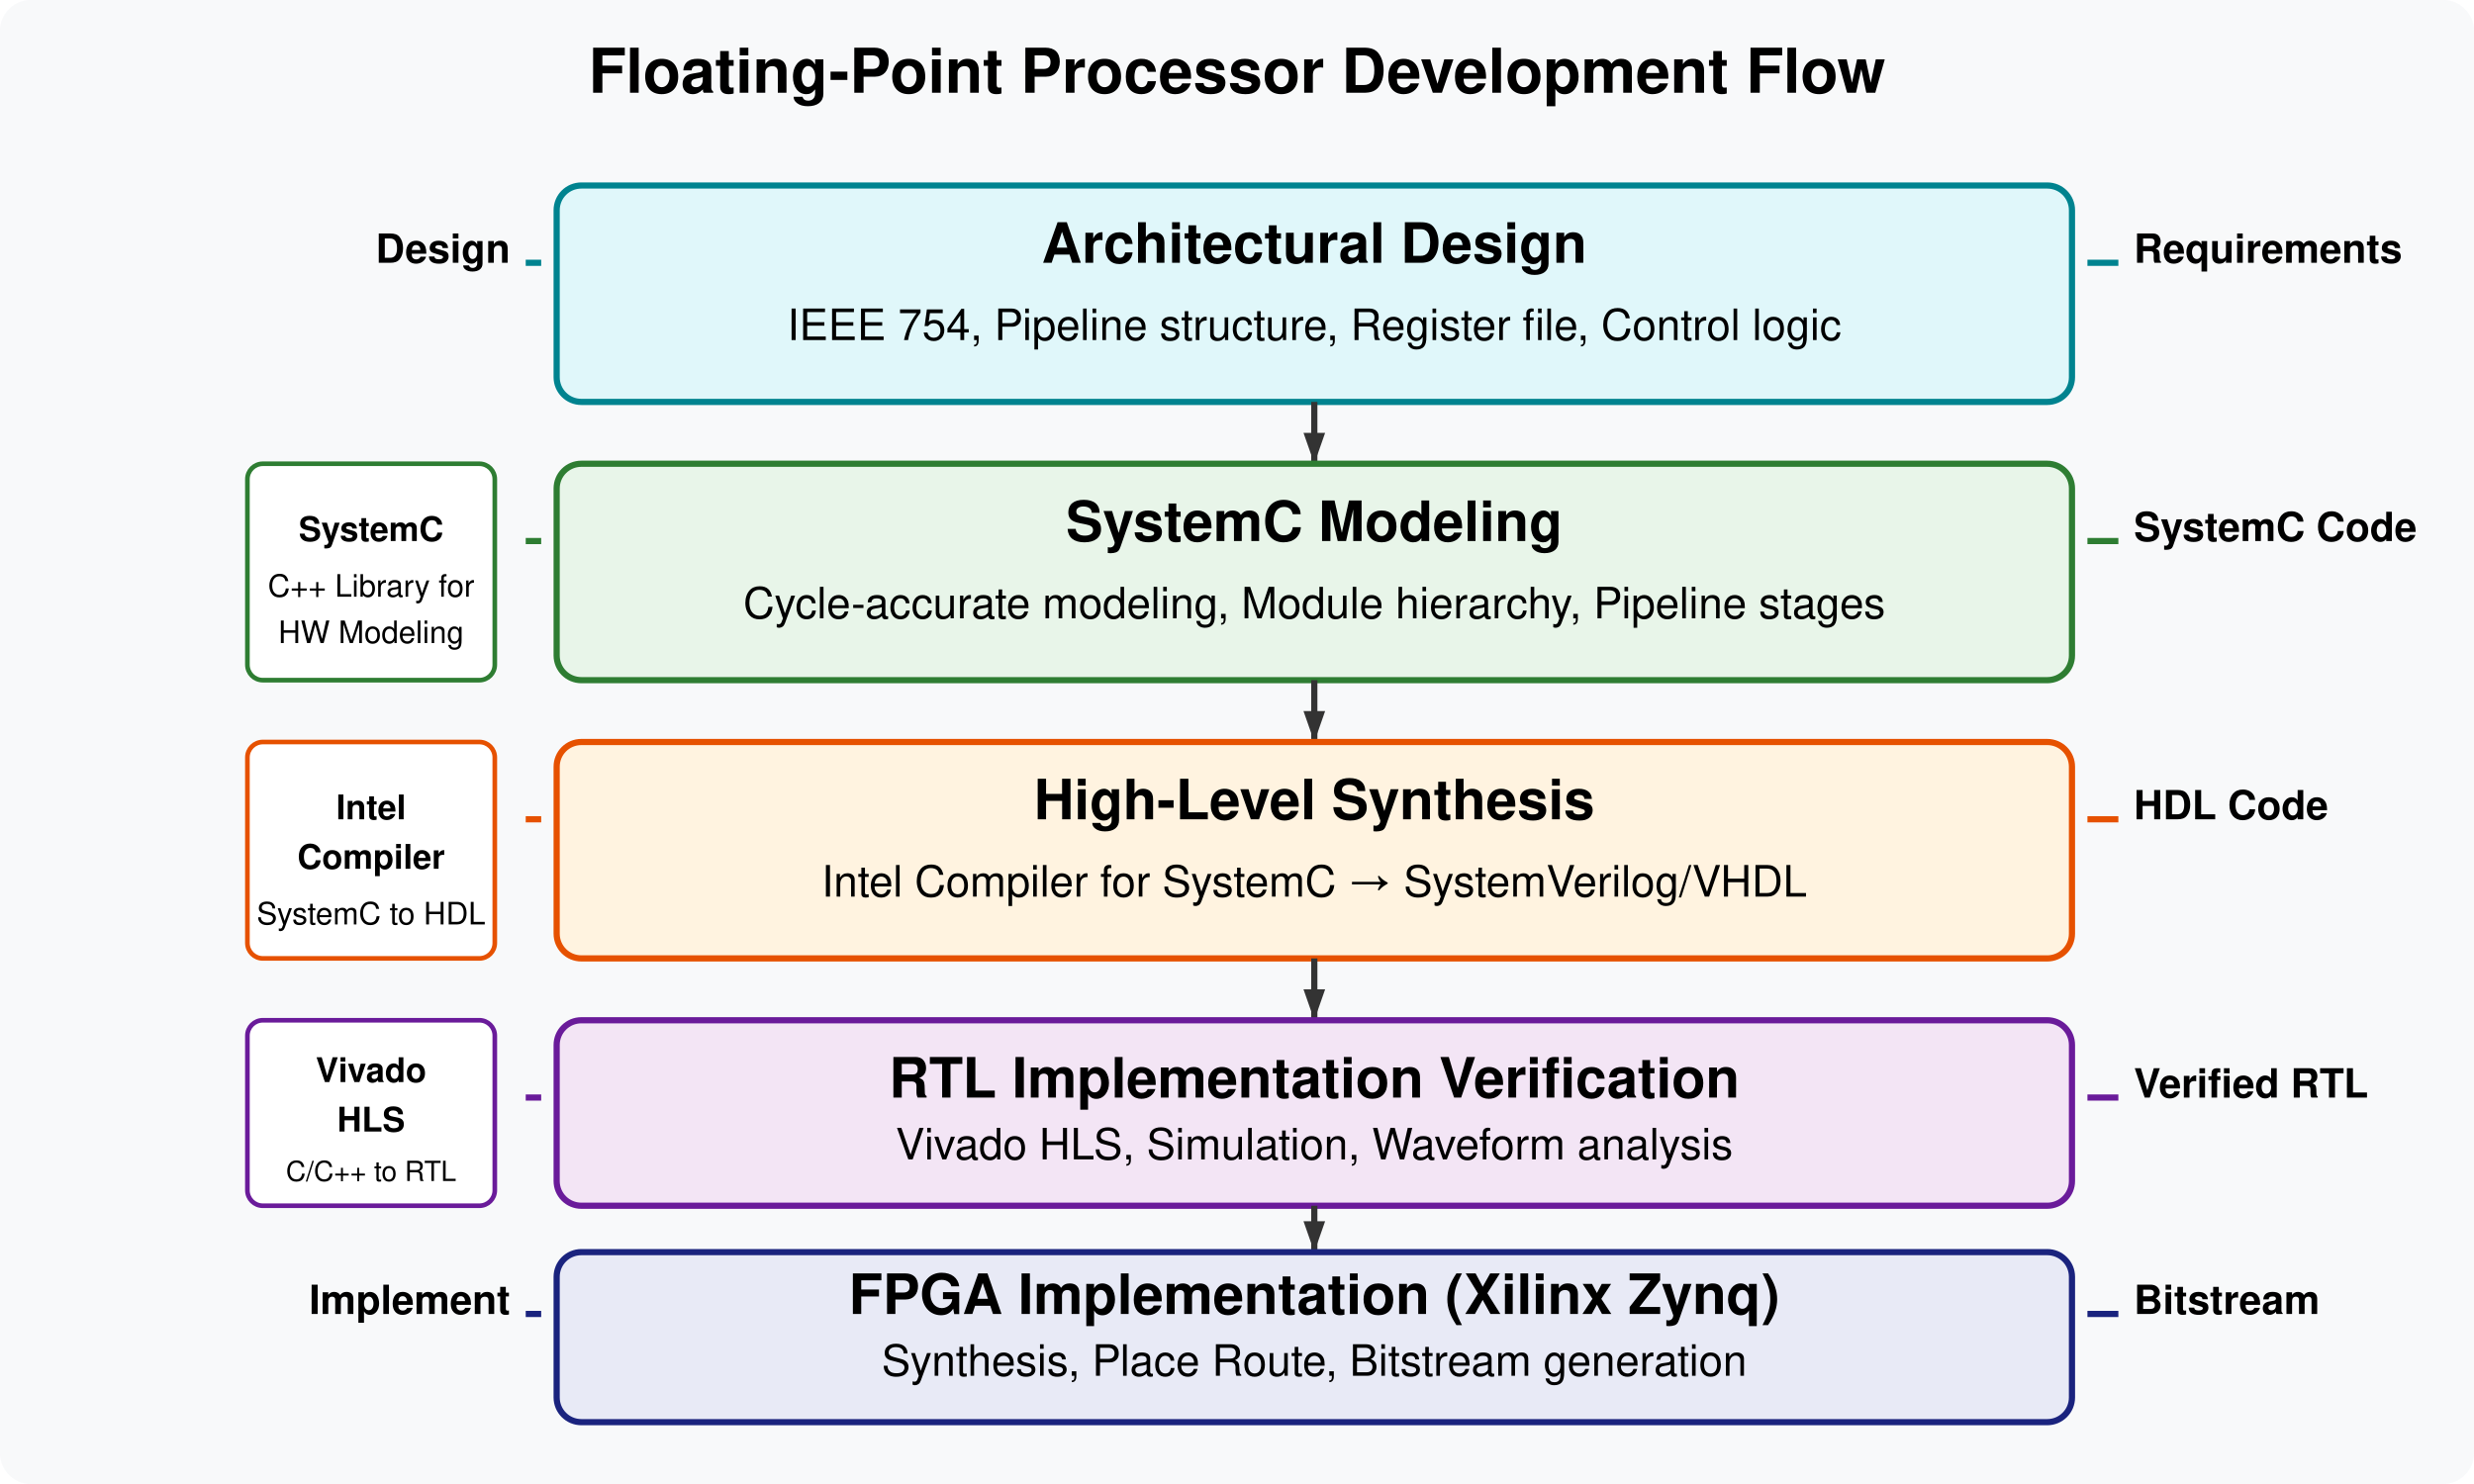 Floating-Point Processor Development Flow
Design
Architectural Design
IEEE 754, Pipeline structure, Register file, Control logic
Requirements
SystemC
C++ Library for
HW Modeling
SystemC Modeling
Cycle-accurate modeling, Module hierarchy, Pipeline stages
SystemC Code
Intel
Compiler
SystemC to HDL
High-Level Synthesis
Intel Compiler for SystemC → SystemVerilog/VHDL
HDL Code
Vivado
HLS
C/C++ to RTL
RTL Implementation Verification
Vivado HLS, Simulation, Waveform analysis
Verified RTL
Implement
FPGA Implementation (Xilinx Zynq)
Synthesis, Place Route, Bitstream generation
Bitstream